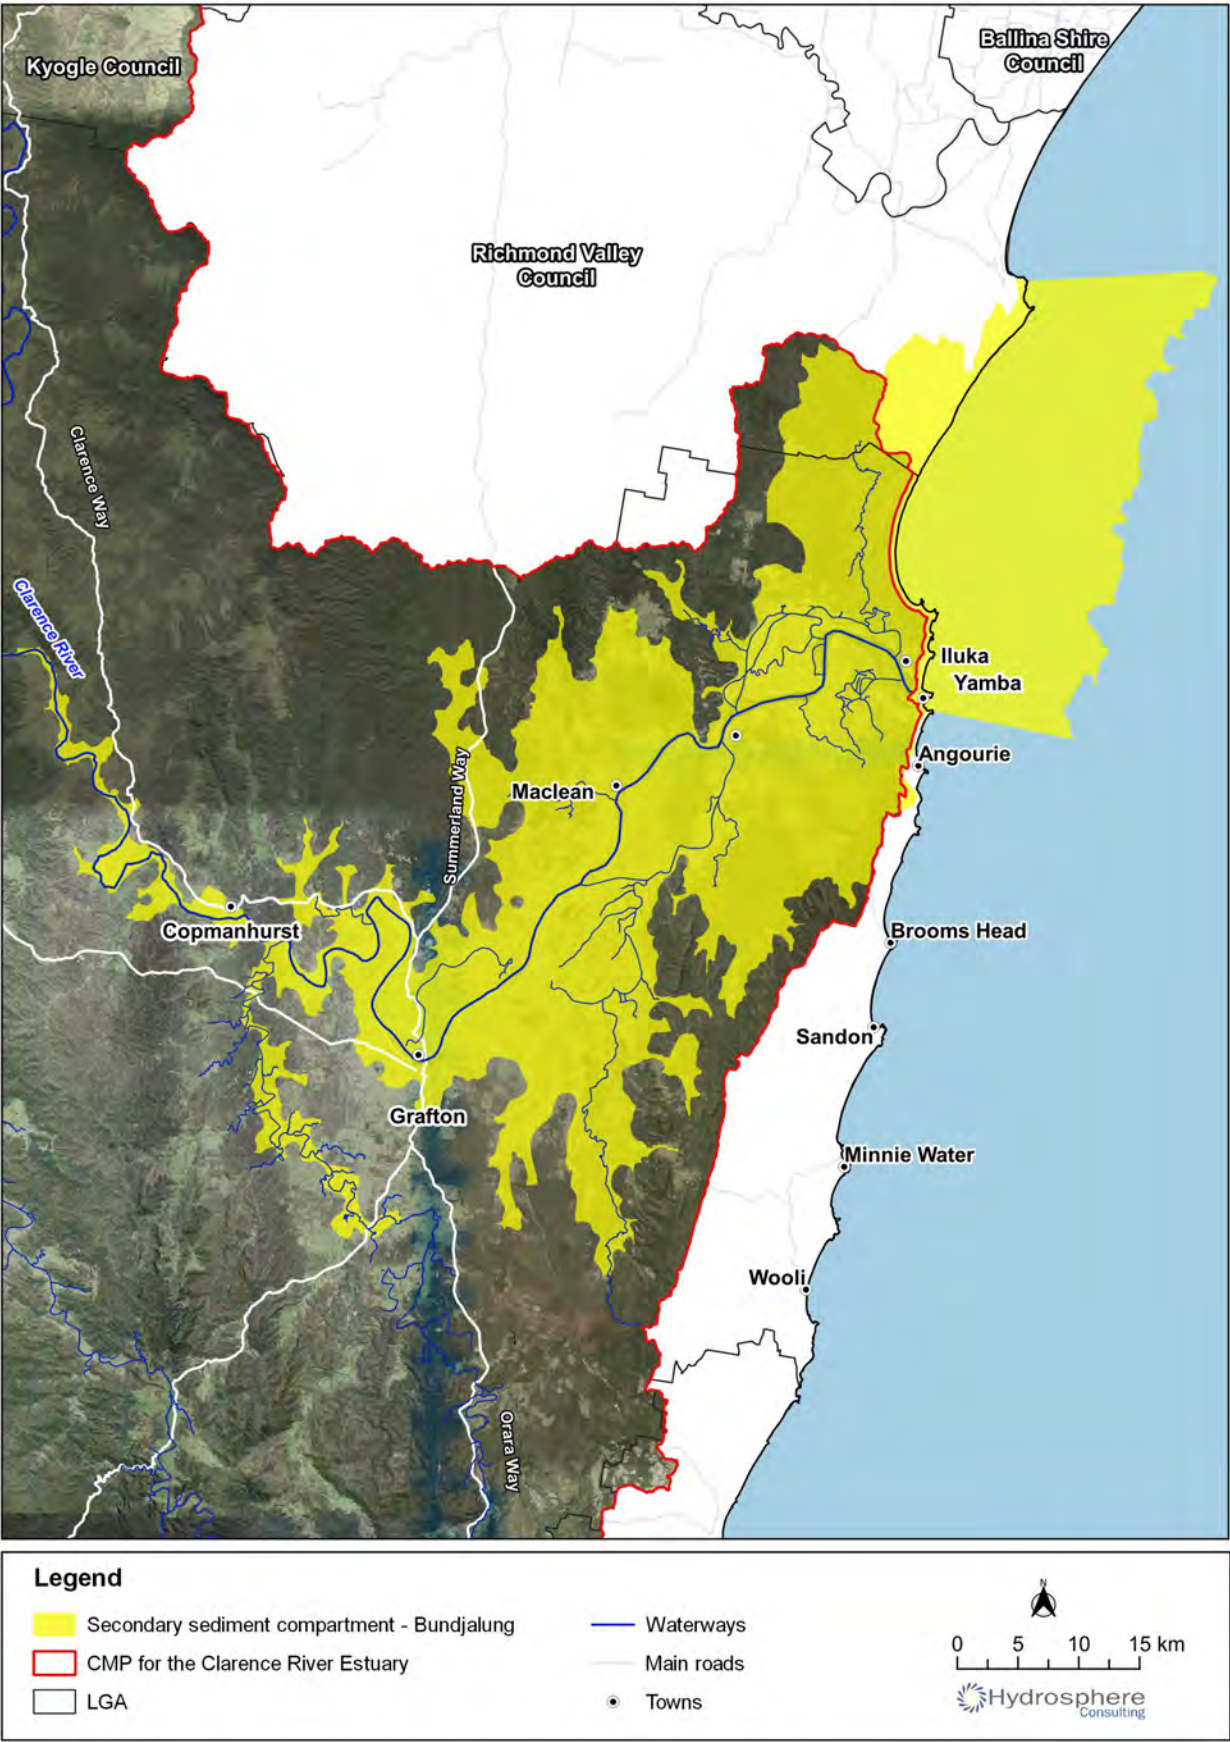 Ballina Shire
Council
Kyogle Council
Richmond Valley
Council
Clarence Way
Clarence River
Iluka
Yamba
Angourie
Summerland Way
Maclean
Copmanhurst
Brooms Head
Sandon
Grafton
Minnie Water
Wooli
Orara Way
Legend
Secondary sediment compartment - Bundjalung
CMP for the Clarence River Estuary
LGA
Waterways
Main roads
Towns
N
0 5 10 15 km
Hydrosphere
Consulting